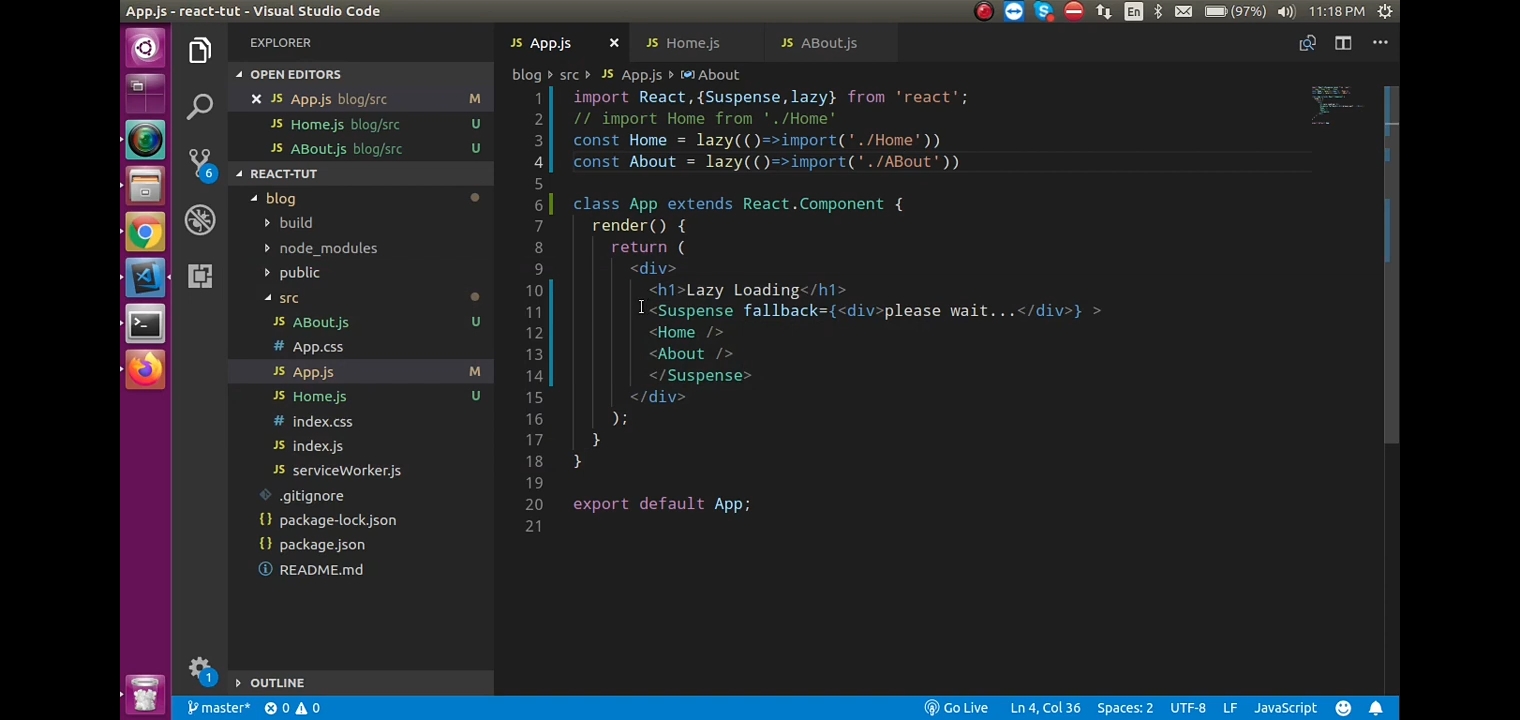 App.js - react-tut - Visual Studio Code
En
(97%)
11:18 PM
EXPLORER
OPEN EDITORS
JS App.js blog/src M
JS Home.js blog/src U
JS ABout.js blog/src U
REACT-TUT
blog
build
node_modules
public
src
JS ABout.js U
# App.css
JS App.js M
JS Home.js U
# index.css
JS index.js
JS serviceWorker.js
.gitignore
{} package-lock.json
{} package.json
README.md
OUTLINE
6
1
JS App.js
JS Home.js
JS ABout.js
blog src JS App.js About
1 import React,{Suspense,lazy} from 'react';
2 // import Home from './Home'
3 const Home = lazy(()=>import('./Home'))
4 const About = lazy(()=>import('./ABout'))
5
6 class App extends React.Component {
7 render() {
8 return (
9 <div>
10 <h1>Lazy Loading</h1>
11 <Suspense fallback={<div>please wait...</div>} >
12 <Home />
13 <About />
14 </Suspense>
15 </div>
16 );
17 }
18 }
19
20 export default App;
21
master* 0 0 Go Live Ln 4, Col 36 Spaces: 2 UTF-8 LF JavaScript